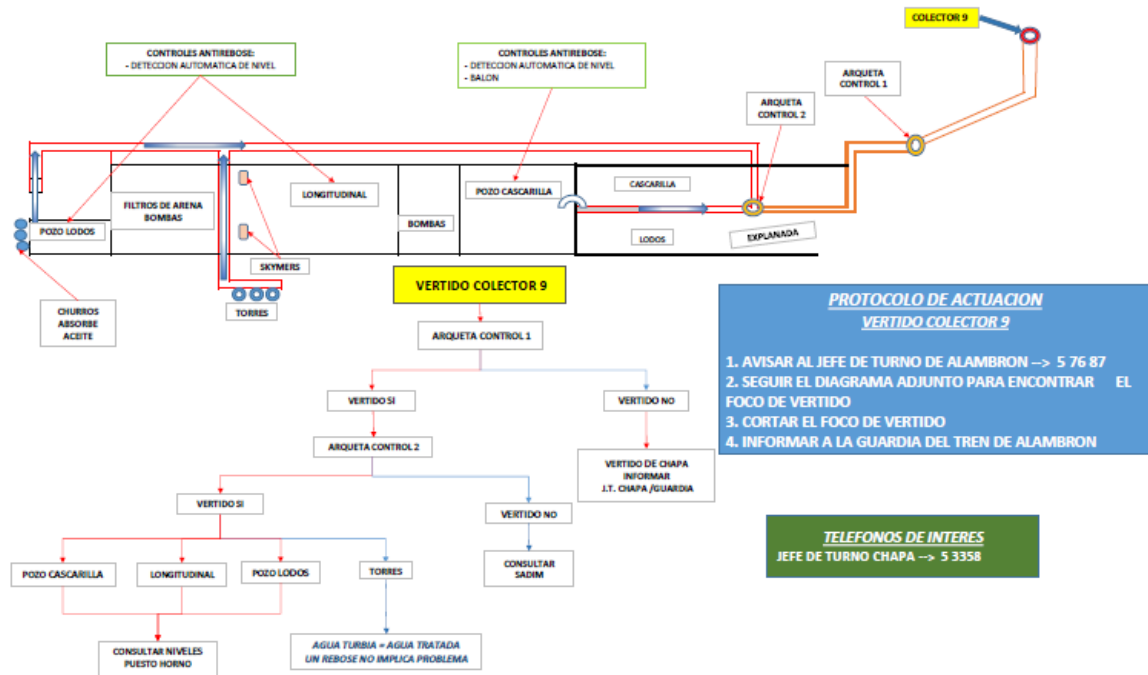 COLECTOR 9
CONTROLES ANTIREBOSE:
- DETECCION AUTOMATICA DE NIVEL
CONTROLES ANTIREBOSE:
- DETECCION AUTOMATICA DE NIVEL
- BALON
ARQUETA
CONTROL 1
ARQUETA
CONTROL 2
FILTROS DE ARENA
BOMBAS
LONGITUDINAL
POZO CASCARILLA
CASCARILLA
POZO LODOS
BOMBAS
LODOS
EXPLANADA
SKYMERS
CHURROS
ABSORBE
ACEITE
TORRES
VERTIDO COLECTOR 9
ARQUETA CONTROL 1
VERTIDO SI
VERTIDO NO
ARQUETA CONTROL 2
VERTIDO DE CHAPA
INFORMAR
J.T. CHAPA /GUARDIA
VERTIDO SI
VERTIDO NO
POZO CASCARILLA
LONGITUDINAL
POZO LODOS
TORRES
CONSULTAR
SADIM
CONSULTAR NIVELES
PUESTO HORNO
AGUA TURBIA = AGUA TRATADA
UN REBOSE NO IMPLICA PROBLEMA
PROTOCOLO DE ACTUACION
VERTIDO COLECTOR 9
1. AVISAR AL JEFE DE TURNO DE ALAMBRON --> 5 76 87
2. SEGUIR EL DIAGRAMA ADJUNTO PARA ENCONTRAR EL
FOCO DE VERTIDO
3. CORTAR EL FOCO DE VERTIDO
4. INFORMAR A LA GUARDIA DEL TREN DE ALAMBRON
TELEFONOS DE INTERES
JEFE DE TURNO CHAPA --> 5 3358